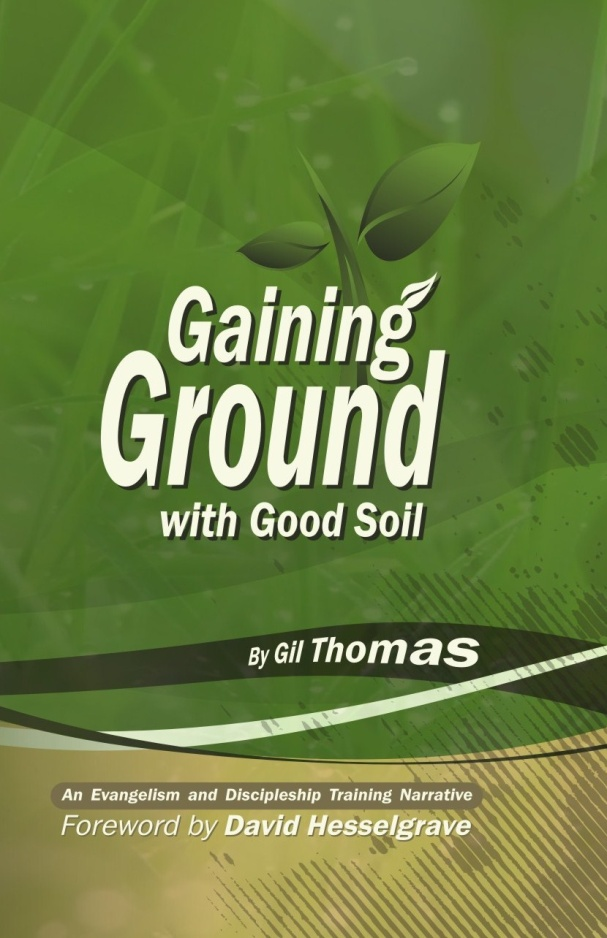 Gaining
Ground
with Good Soil
By Gil Thomas
An Evangelism and Discipleship Training Narrative
Foreword by David Hesselgrave